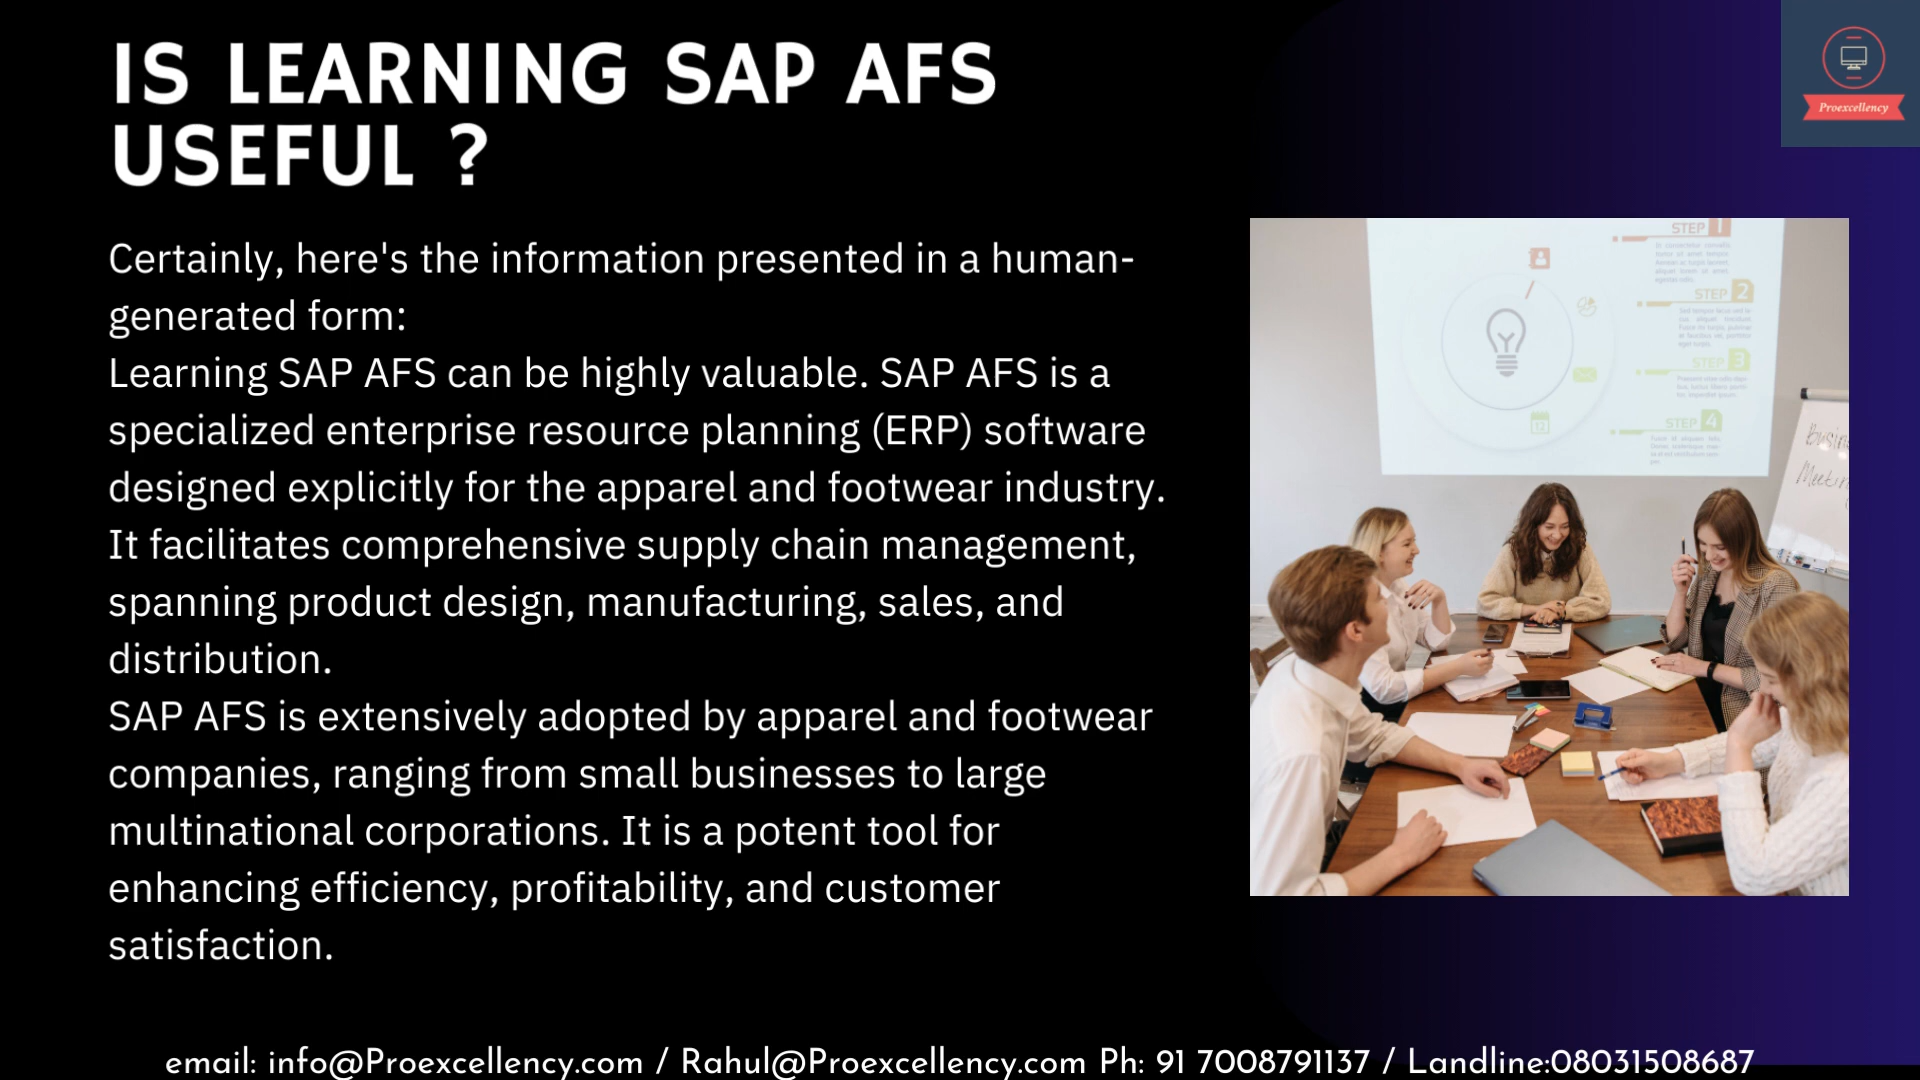 IS LEARNING SAP AFS
USEFUL ?
Proexcellency
Certainly, here's the information presented in a human-
generated form:
Learning SAP AFS can be highly valuable. SAP AFS is a
specialized enterprise resource planning (ERP) software
designed explicitly for the apparel and footwear industry.
It facilitates comprehensive supply chain management,
spanning product design, manufacturing, sales, and
distribution.
SAP AFS is extensively adopted by apparel and footwear
companies, ranging from small businesses to large
multinational corporations. It is a potent tool for
enhancing efficiency, profitability, and customer
satisfaction.
STEP 1
STEP 2
STEP 3
STEP 4
email: info@Proexcellency.com / Rahul@Proexcellency.com Ph: 91 7008791137 / Landline:08031508687